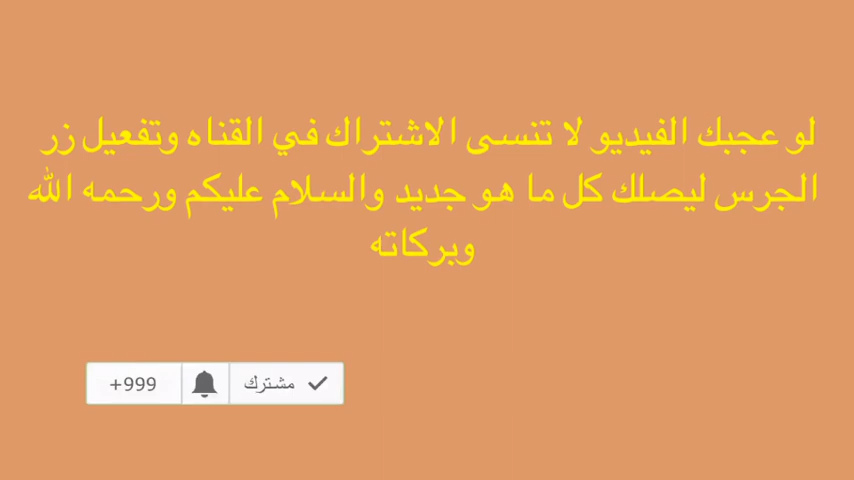 لو عجبك الفيديو لا تنسى الاشتراك في القناه وتفعيل زر
الجرس ليصلك كل ما هو جديد والسلام عليكم ورحمه الله
وبركاته
+999
مشترك